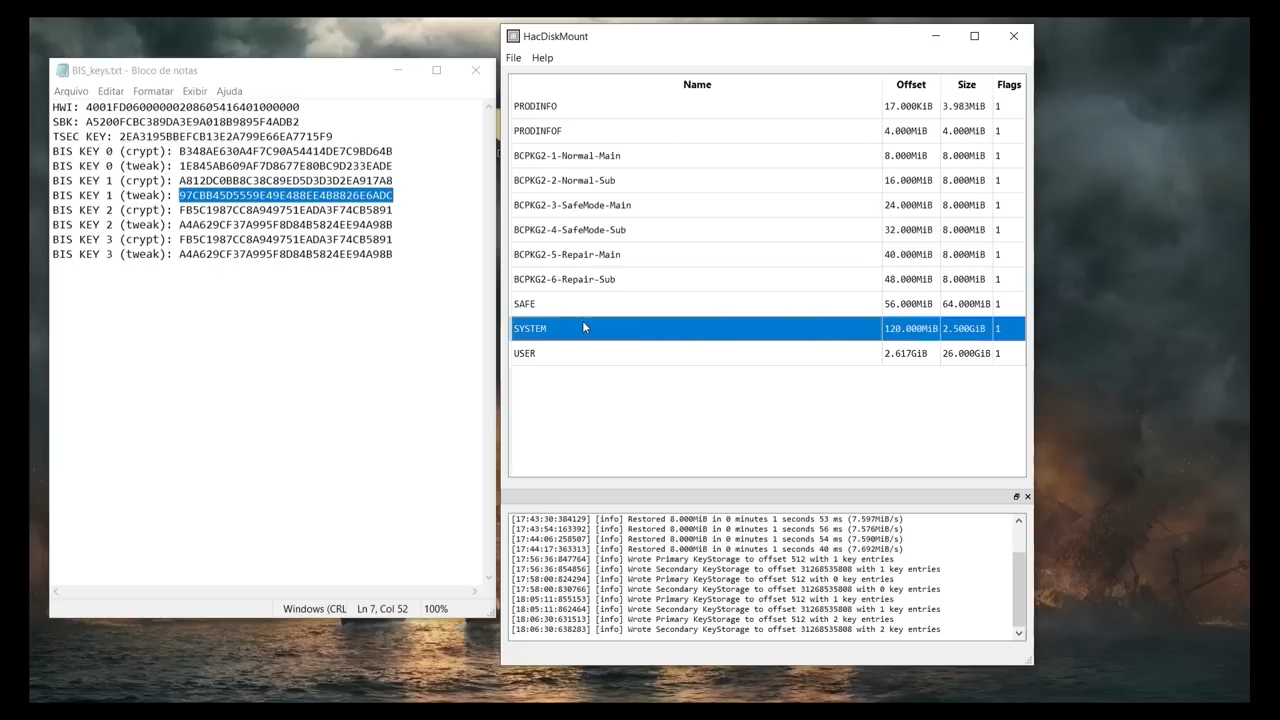 BIS_keys.txt - Bloco de notas
Arquivo Editar Formatar Exibir Ajuda
HWI: 4001FD0600000020860541640100000​0
SBK: A5200FCBC389DA3E9A018B9895F4ADB2
TSEC KEY: 2EA3195BBEFCB13E2A799E66EA7715F9
BIS KEY 0 (crypt): B348AE630A4F7C90A54414DE7C9BD64B
BIS KEY 0 (tweak): 1E845AB609AF7D8677E80BC9D233EADE
BIS KEY 1 (crypt): A812DC0BB8C38C89ED5D3D3D2EA917A8
BIS KEY 1 (tweak): 97CBB45D5559E49E488EE4B8826E6ADC
BIS KEY 2 (crypt): FB5C1987CC8A949751EADA3F74CB5891
BIS KEY 2 (tweak): A4A629CF37A995F8D84B5824EE94A98B
BIS KEY 3 (crypt): FB5C1987CC8A949751EADA3F74CB5891
BIS KEY 3 (tweak): A4A629CF37A995F8D84B5824EE94A98B
Windows (CRL Ln 7, Col 52 100%
HacDiskMount
File Help
Name Offset Size Flags
PRODINFO 17.000KiB 3.983MiB 1
PRODINFOF 4.000MiB 4.000MiB 1
BCPKG2-1-Normal-Main 8.000MiB 8.000MiB 1
BCPKG2-2-Normal-Sub 16.000MiB 8.000MiB 1
BCPKG2-3-SafeMode-Main 24.000MiB 8.000MiB 1
BCPKG2-4-SafeMode-Sub 32.000MiB 8.000MiB 1
BCPKG2-5-Repair-Main 40.000MiB 8.000MiB 1
BCPKG2-6-Repair-Sub 48.000MiB 8.000MiB 1
SAFE 56.000MiB 64.000MiB 1
SYSTEM 120.000MiB 2.500GiB 1
USER 2.617GiB 26.000GiB 1
[17:43:30:384129] [info] Restored 8.000MiB in 0 minutes 1 seconds 53 ms (7.597MiB/s)
[17:43:54:163392] [info] Restored 8.000MiB in 0 minutes 1 seconds 56 ms (7.576MiB/s)
[17:44:06:258507] [info] Restored 8.000MiB in 0 minutes 1 seconds 54 ms (7.590MiB/s)
[17:44:17:363313] [info] Restored 8.000MiB in 0 minutes 1 seconds 40 ms (7.692MiB/s)
[17:56:36:847764] [info] Wrote Primary KeyStorage to offset 512 with 1 key entries
[17:56:36:854856] [info] Wrote Secondary KeyStorage to offset 31268535808 with 1 key entries
[17:58:00:824294] [info] Wrote Primary KeyStorage to offset 512 with 0 key entries
[17:58:00:830766] [info] Wrote Secondary KeyStorage to offset 31268535808 with 0 key entries
[18:05:11:855153] [info] Wrote Primary KeyStorage to offset 512 with 1 key entries
[18:05:11:862464] [info] Wrote Secondary KeyStorage to offset 31268535808 with 1 key entries
[18:06:30:631513] [info] Wrote Primary KeyStorage to offset 512 with 2 key entries
[18:06:30:638283] [info] Wrote Secondary KeyStorage to offset 31268535808 with 2 key entries